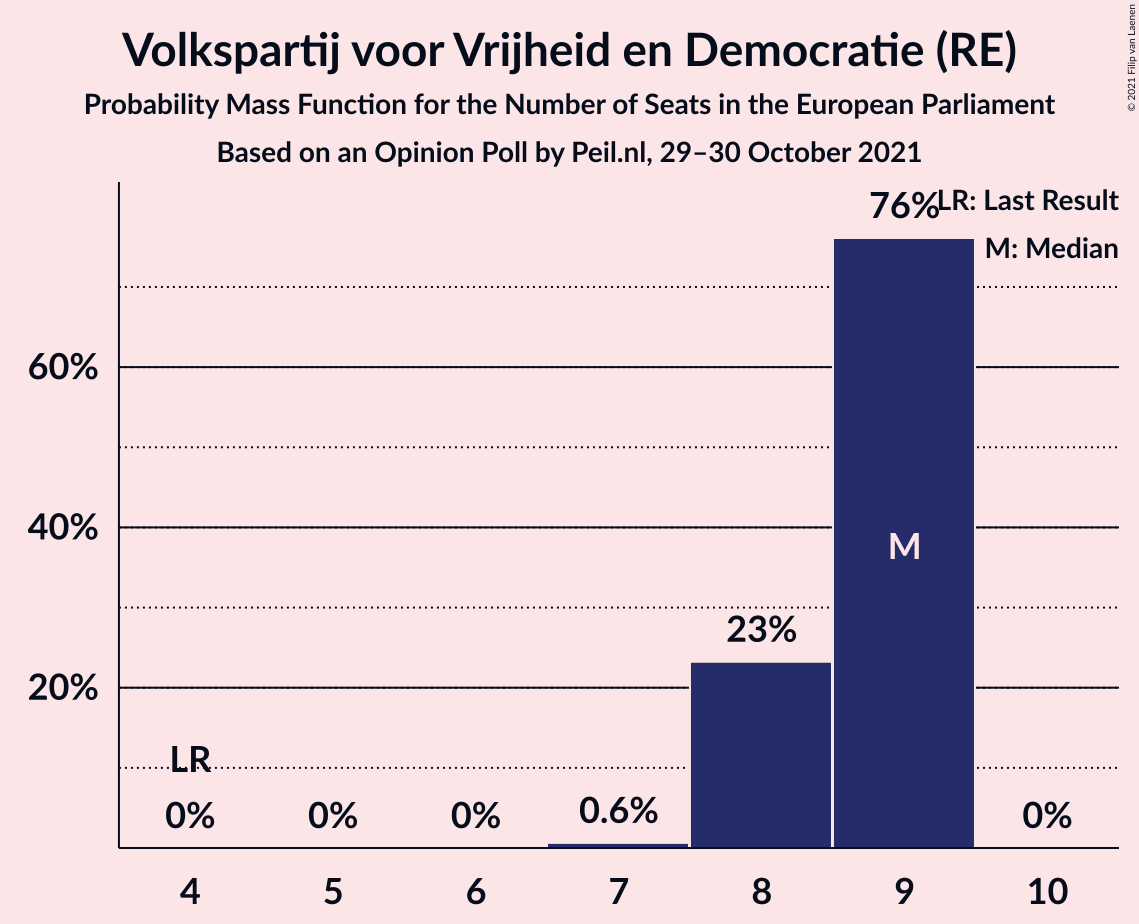 Volkspartij voor Vrijheid en Democratie (RE)
Probability Mass Function for the Number of Seats in the European Parliament
Based on an Opinion Poll by Peil.nl, 29–30 October 2021
© 2021 Filip van Laenen
LR: Last Result
M: Median
76%
60%
40%
M
23%
20%
LR
0%
0%
0%
0.6%
0%
4 5 6 7 8 9 10